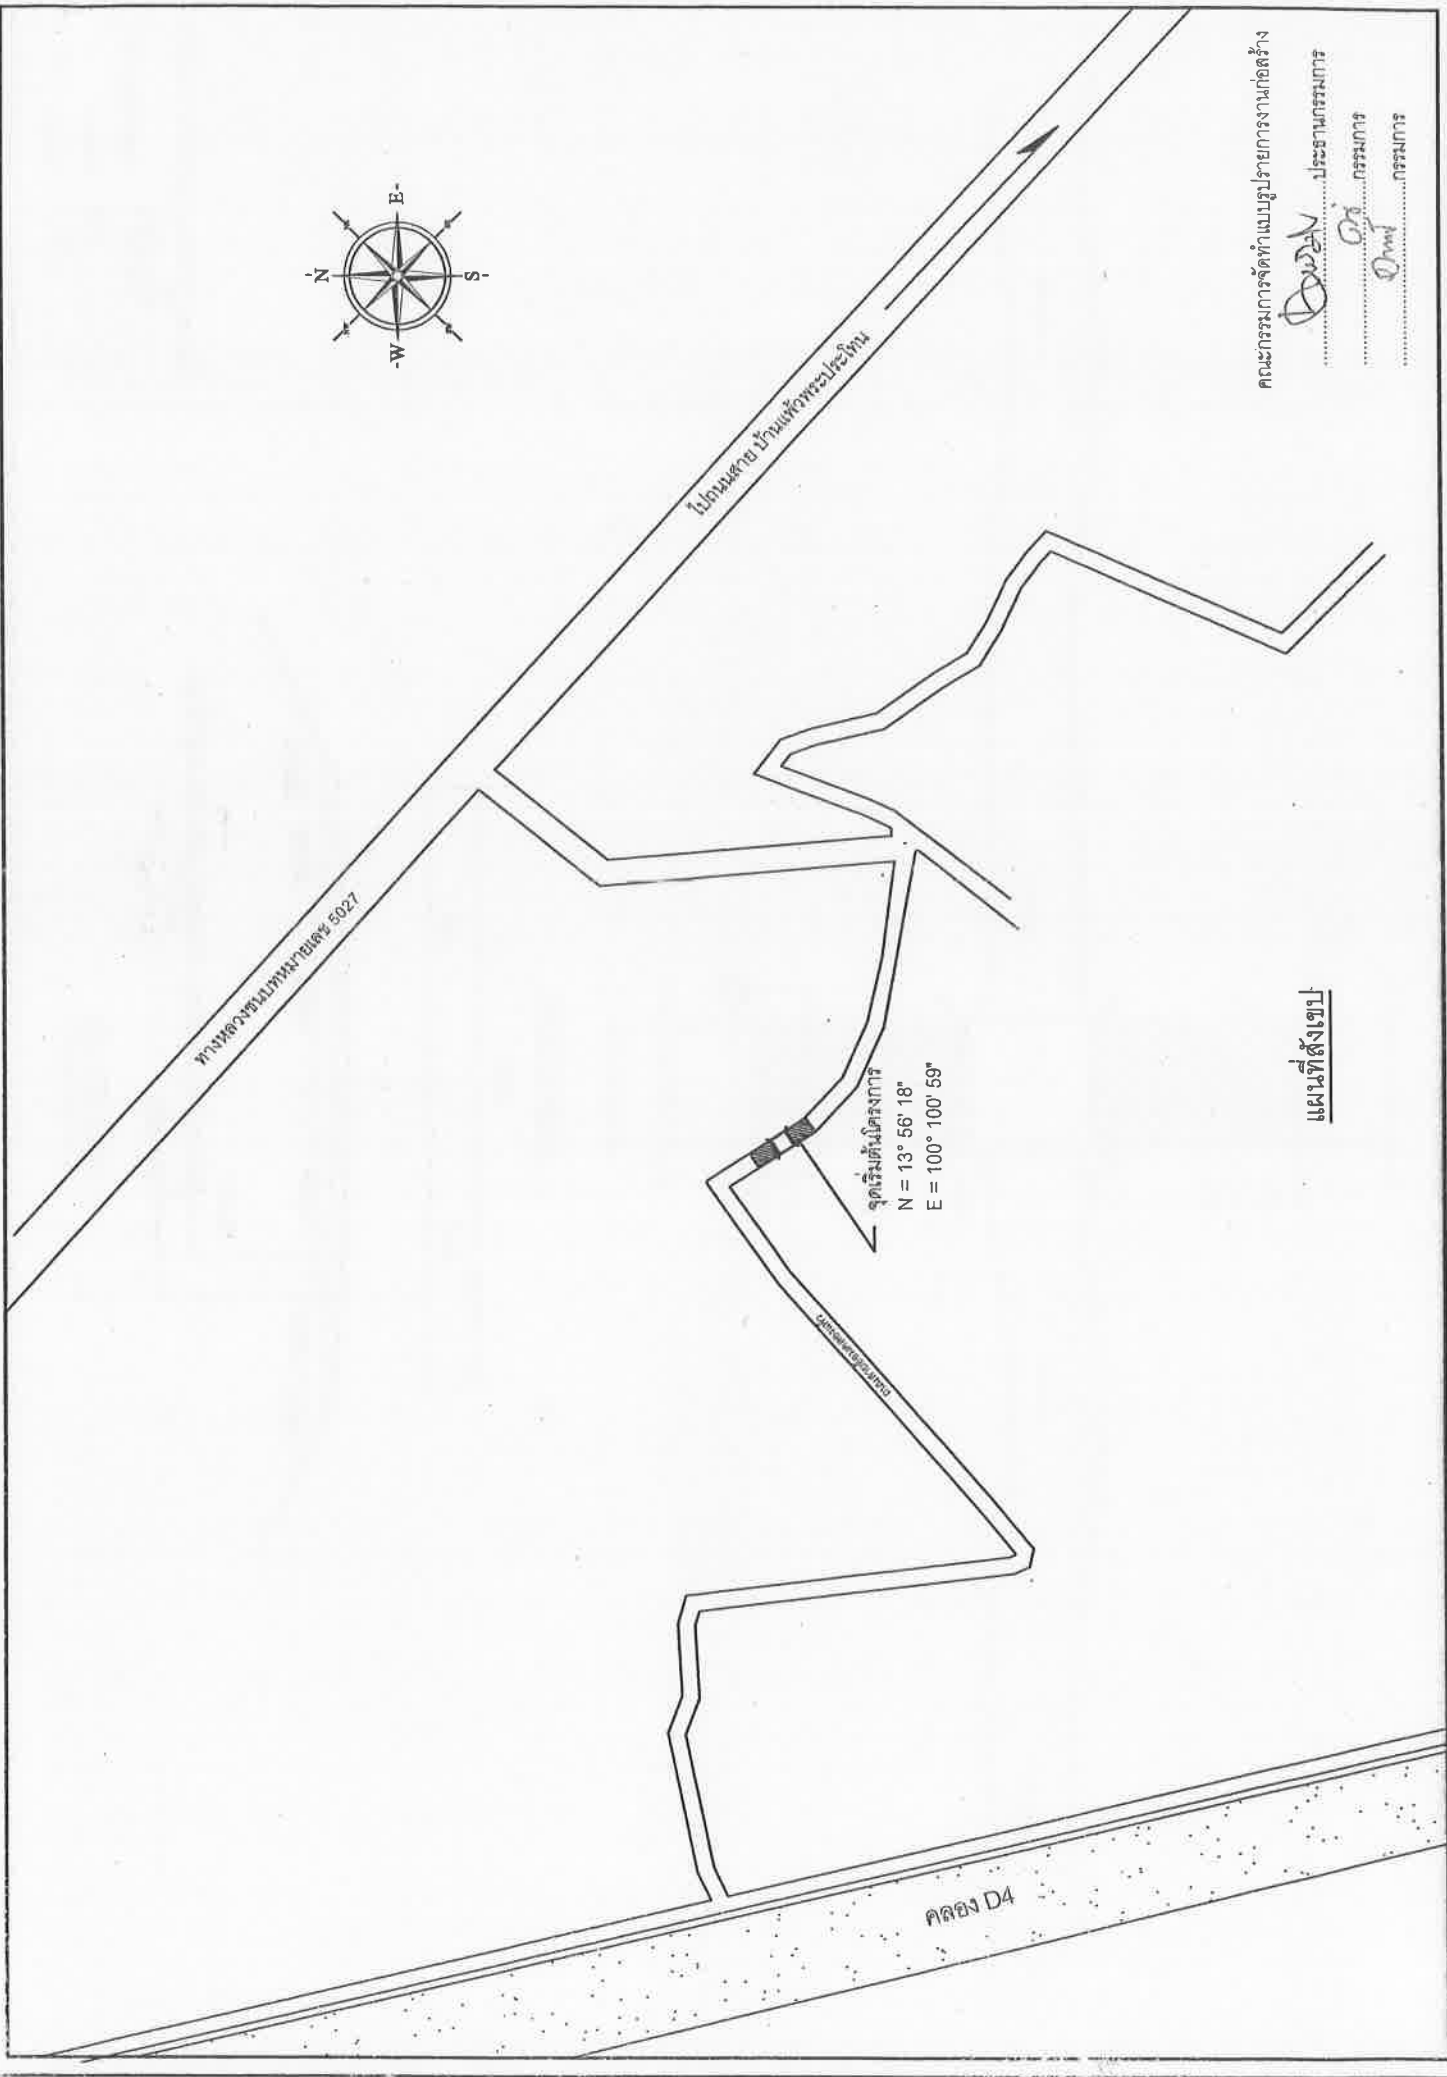 -N-
E-
S-
-W-
ทางหลวงชนบทหมายเลข 5027
ไปถนนสาย บ้านแพ้วพระประโทน
จุดเริ่มต้นโครงการ
N = 13° 56' 18"
E = 100° 100' 59"
คลอง D4
แผนที่สังเขป
คณะกรรมการจัดทำแบบรูปรายการงานก่อสร้าง
ประธานกรรมการ
กรรมการ
กรรมการ